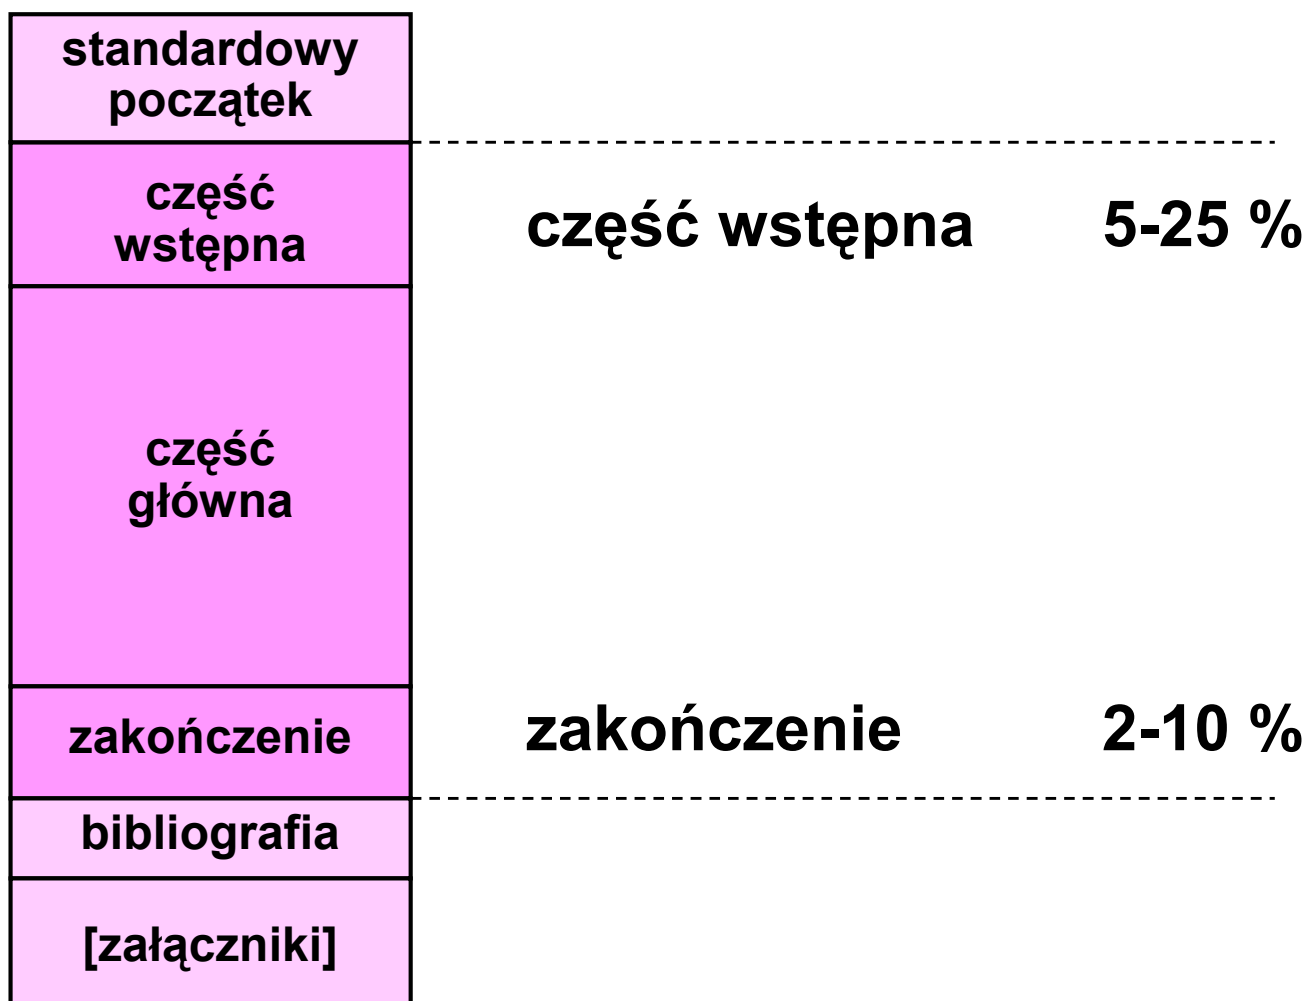 standardowy
początek
część
wstępna
część wstępna 5-25 %
część
główna
zakończenie
zakończenie 2-10 %
bibliografia
[załączniki]